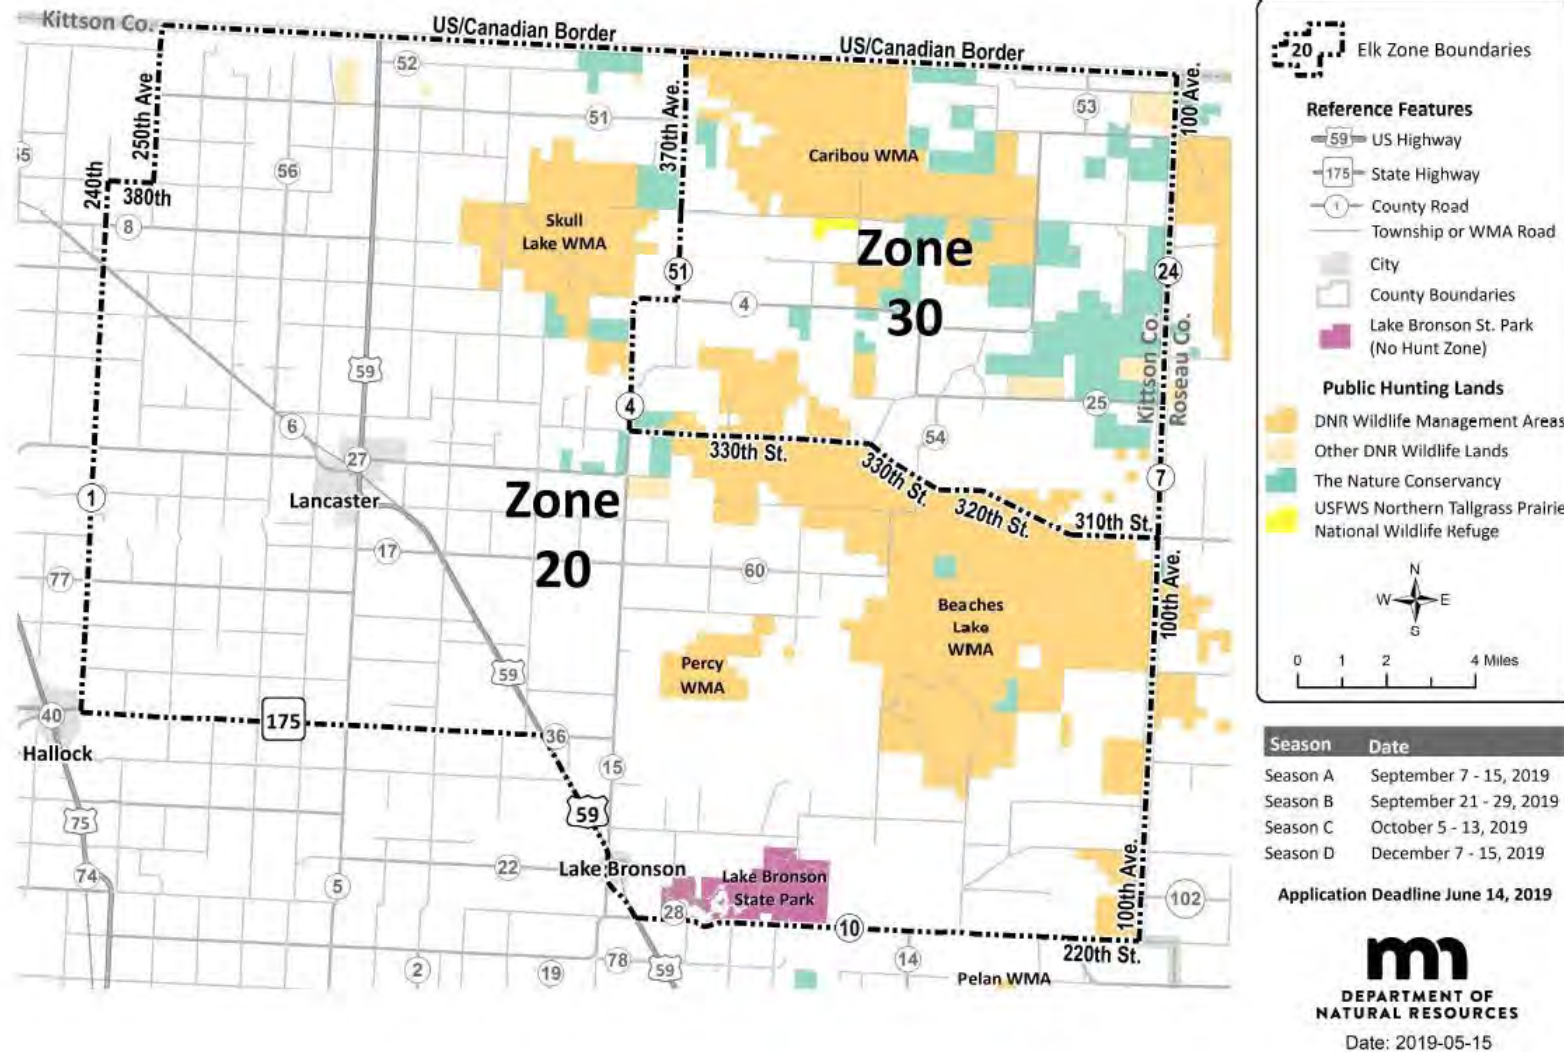 Kittson Co.
US/Canadian Border
US/Canadian Border
52
51
53
250th Ave
370th Ave.
100 Ave.
Caribou WMA
56
240th
380th
8
Skull
Lake WMA
Zone
30
51
24
4
Kittson Co.
Roseau Co.
59
4
25
6
54
330th St.
330th St.
27
7
1
Lancaster
Zone
20
320th St.
310th St.
17
60
77
100th Ave.
Beaches
Lake
WMA
59
Percy
WMA
40
175
36
Hallock
15
59
75
22
Lake Bronson
Lake Bronson
State Park
74
5
100th Ave.
102
28
10
220th St.
2
19
78
59
14
Pelan WMA
20
Elk Zone Boundaries
Reference Features
59
US Highway
175
State Highway
1
County Road
Township or WMA Road
City
County Boundaries
Lake Bronson St. Park
(No Hunt Zone)
Public Hunting Lands
DNR Wildlife Management Areas
Other DNR Wildlife Lands
The Nature Conservancy
USFWS Northern Tallgrass Prairie
National Wildlife Refuge
N
W E
S
0 1 2 4 Miles
Season Date
Season A September 7 - 15, 2019
Season B September 21 - 29, 2019
Season C October 5 - 13, 2019
Season D December 7 - 15, 2019
Application Deadline June 14, 2019
mn
DEPARTMENT OF
NATURAL RESOURCES
Date: 2019-05-15